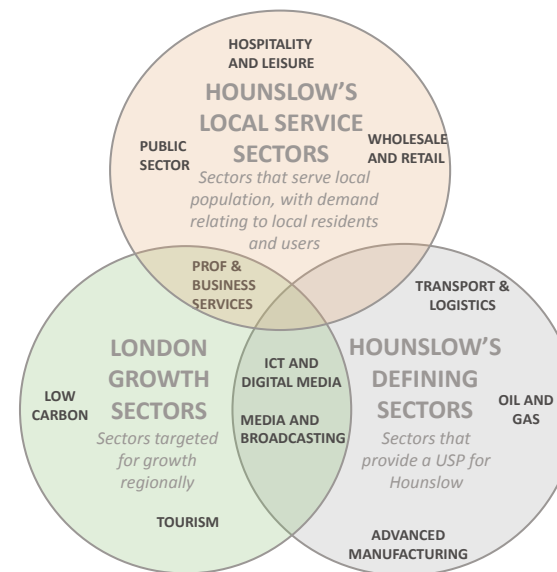 HOSPITALITY
AND LEISURE
HOUNSLOW'S
LOCAL SERVICE
SECTORS
PUBLIC
SECTOR
WHOLESALE
AND RETAIL
Sectors that serve local
population, with demand
relating to local residents
and users
PROF &
BUSINESS
SERVICES
TRANSPORT &
LOGISTICS
LONDON
GROWTH
SECTORS
Sectors targeted
for growth
regionally
LOW
CARBON
TOURISM
ICT AND
DIGITAL MEDIA
MEDIA AND
BROADCASTING
HOUNSLOW'S
DEFINING
SECTORS
Sectors that
provide a USP for
Hounslow
OIL AND
GAS
ADVANCED
MANUFACTURING